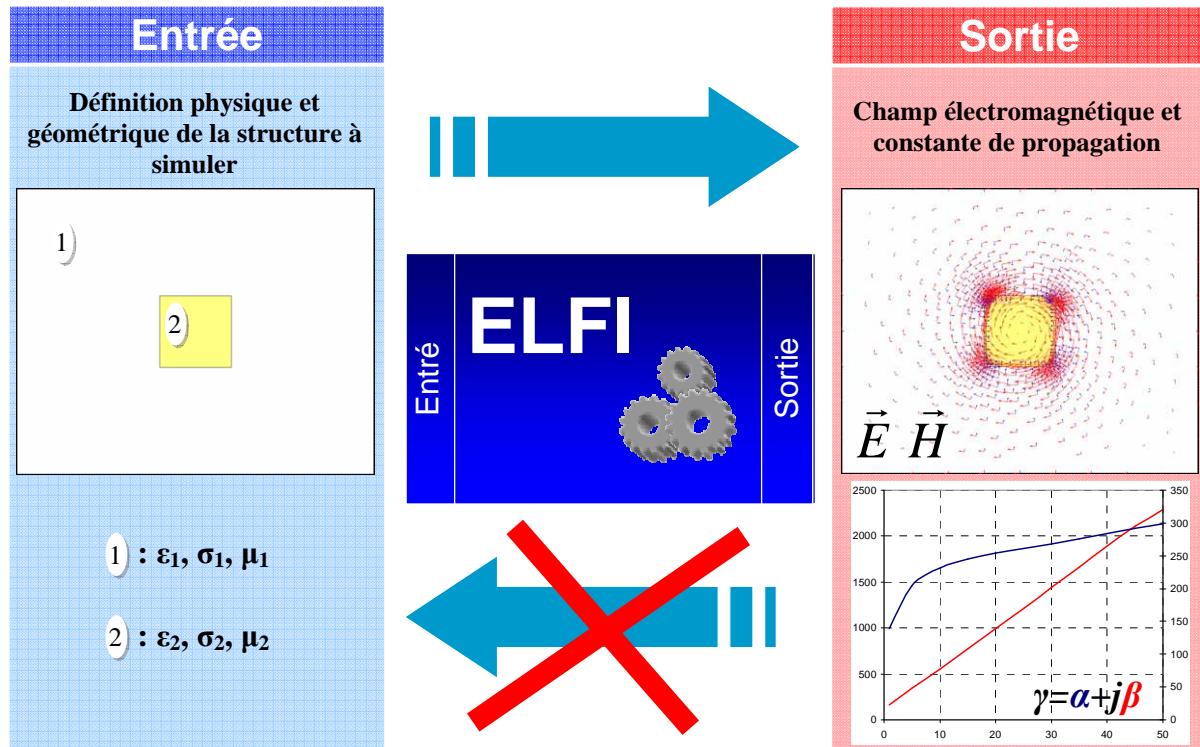 Entrée
Définition physique et
géométrique de la structure à
simuler
1
2
1 : ε1, σ1, μ1
2 : ε2, σ2, μ2
Entré
ELFI
Sortie
Sortie
Champ électromagnétique et
constante de propagation
E H
2500
2000
1500
1000
500
0
350
300
250
200
150
100
50
0
0 10 20 30 40 50
γ=α+jβ